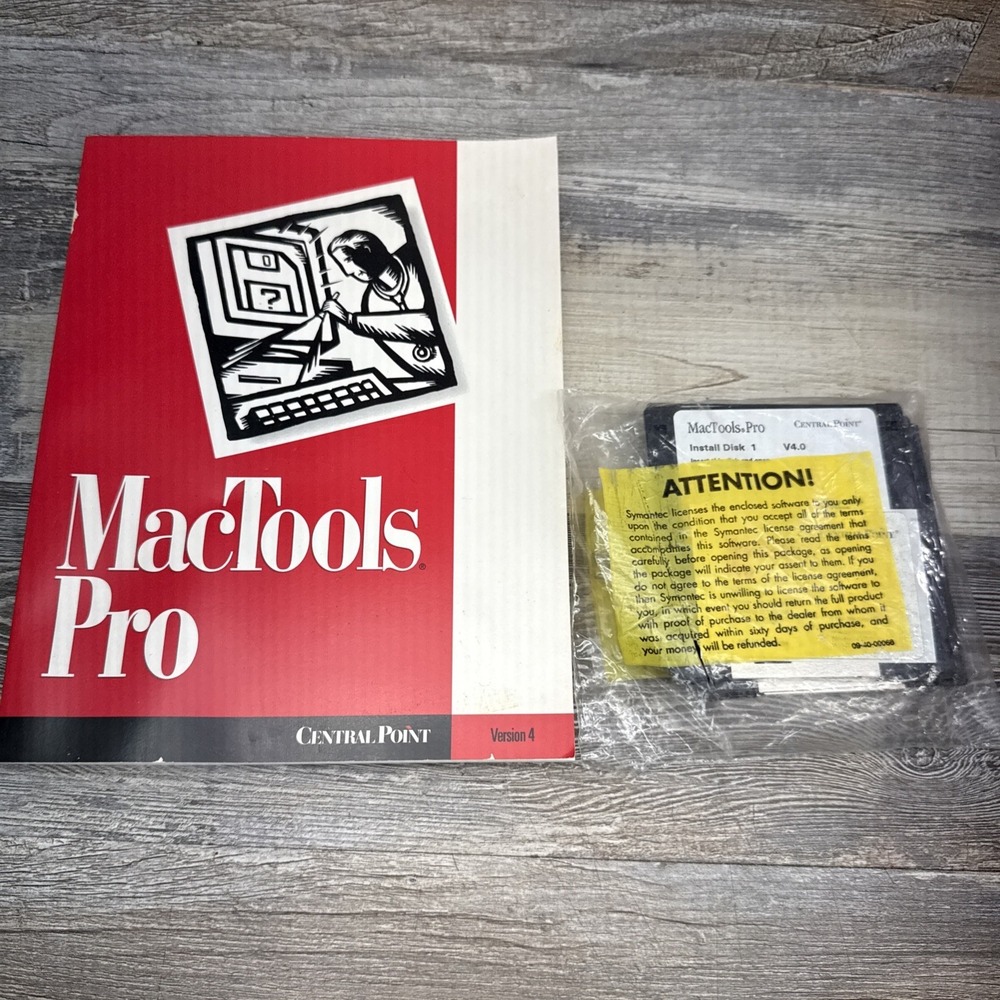 ?
MacTools®
Pro
CENTRAL POINT
Version 4
MacTools Pro CENTRAL POINT
Install Disk 1 V4.0
ATTENTION!
Symantec licenses the enclosed software to you only
upon the condition that you accept all of the terms
contained in the Symantec license agreement that
accompanies this software. Please read the terms
carefully before opening this package, as opening
the package will indicate your assent to them. If you
do not agree to the terms of the license agreement,
then Symantec is unwilling to license the software to
you, in which event you should return the full product
with proof of purchase to the dealer from whom it
was acquired within sixty days of purchase, and
your money will be refunded.
09-40-00068